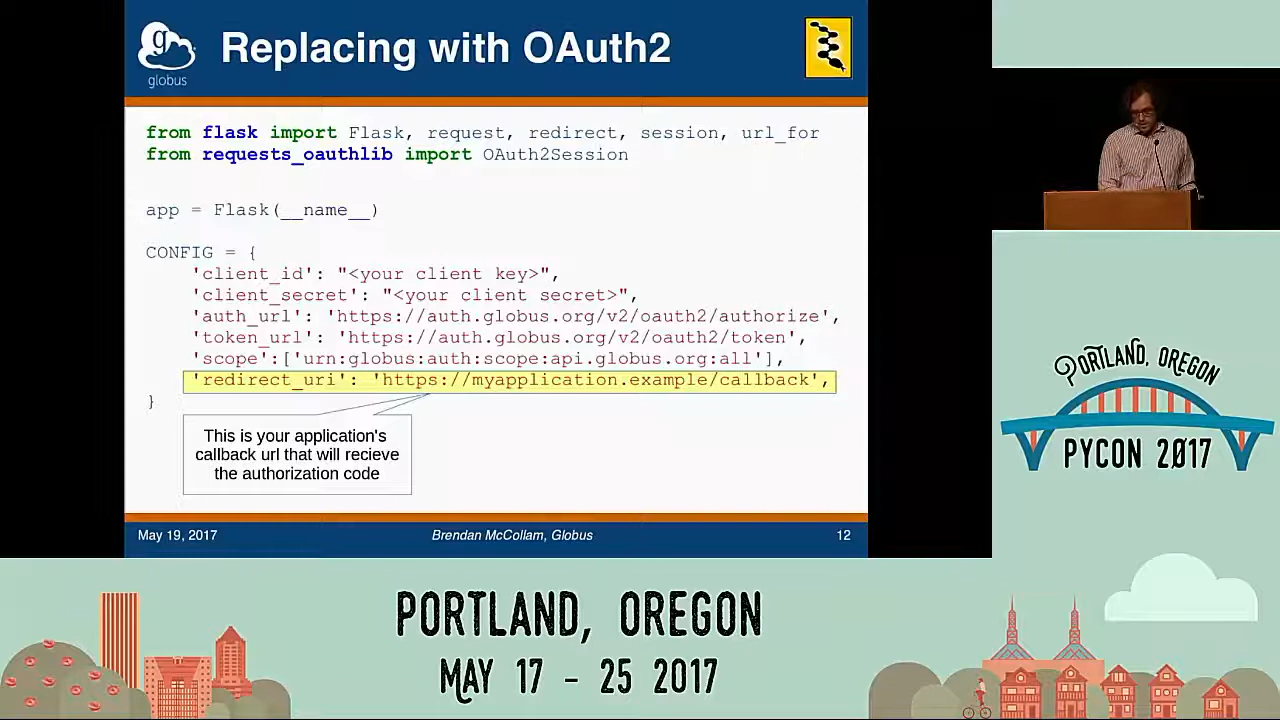 Replacing with OAuth2
g
globus
from flask import Flask, request, redirect, session, url_for
from requests_oauthlib import OAuth2Session
app = Flask(__name__)
CONFIG = {
    'client_id': "<your client key>",
    'client_secret': "<your client secret>",
    'auth_url': 'https://auth.globus.org/v2/oauth2/authorize',
    'token_url': 'https://auth.globus.org/v2/oauth2/token',
    'scope':['urn:globus:auth:scope:api.globus.org:all'],
    'redirect_uri': 'https://myapplication.example/callback',
}
This is your application's
callback url that will recieve
the authorization code
May 19, 2017
Brendan McCollam, Globus
12
PORTLAND, OREGON
PYCON 2017
PORTLAND, OREGON
MAY 17 - 25 2017